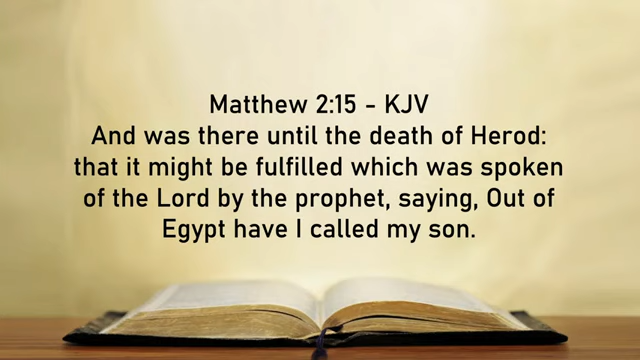 Matthew 2:15 - KJV
And was there until the death of Herod:
that it might be fulfilled which was spoken
of the Lord by the prophet, saying, Out of
Egypt have I called my son.